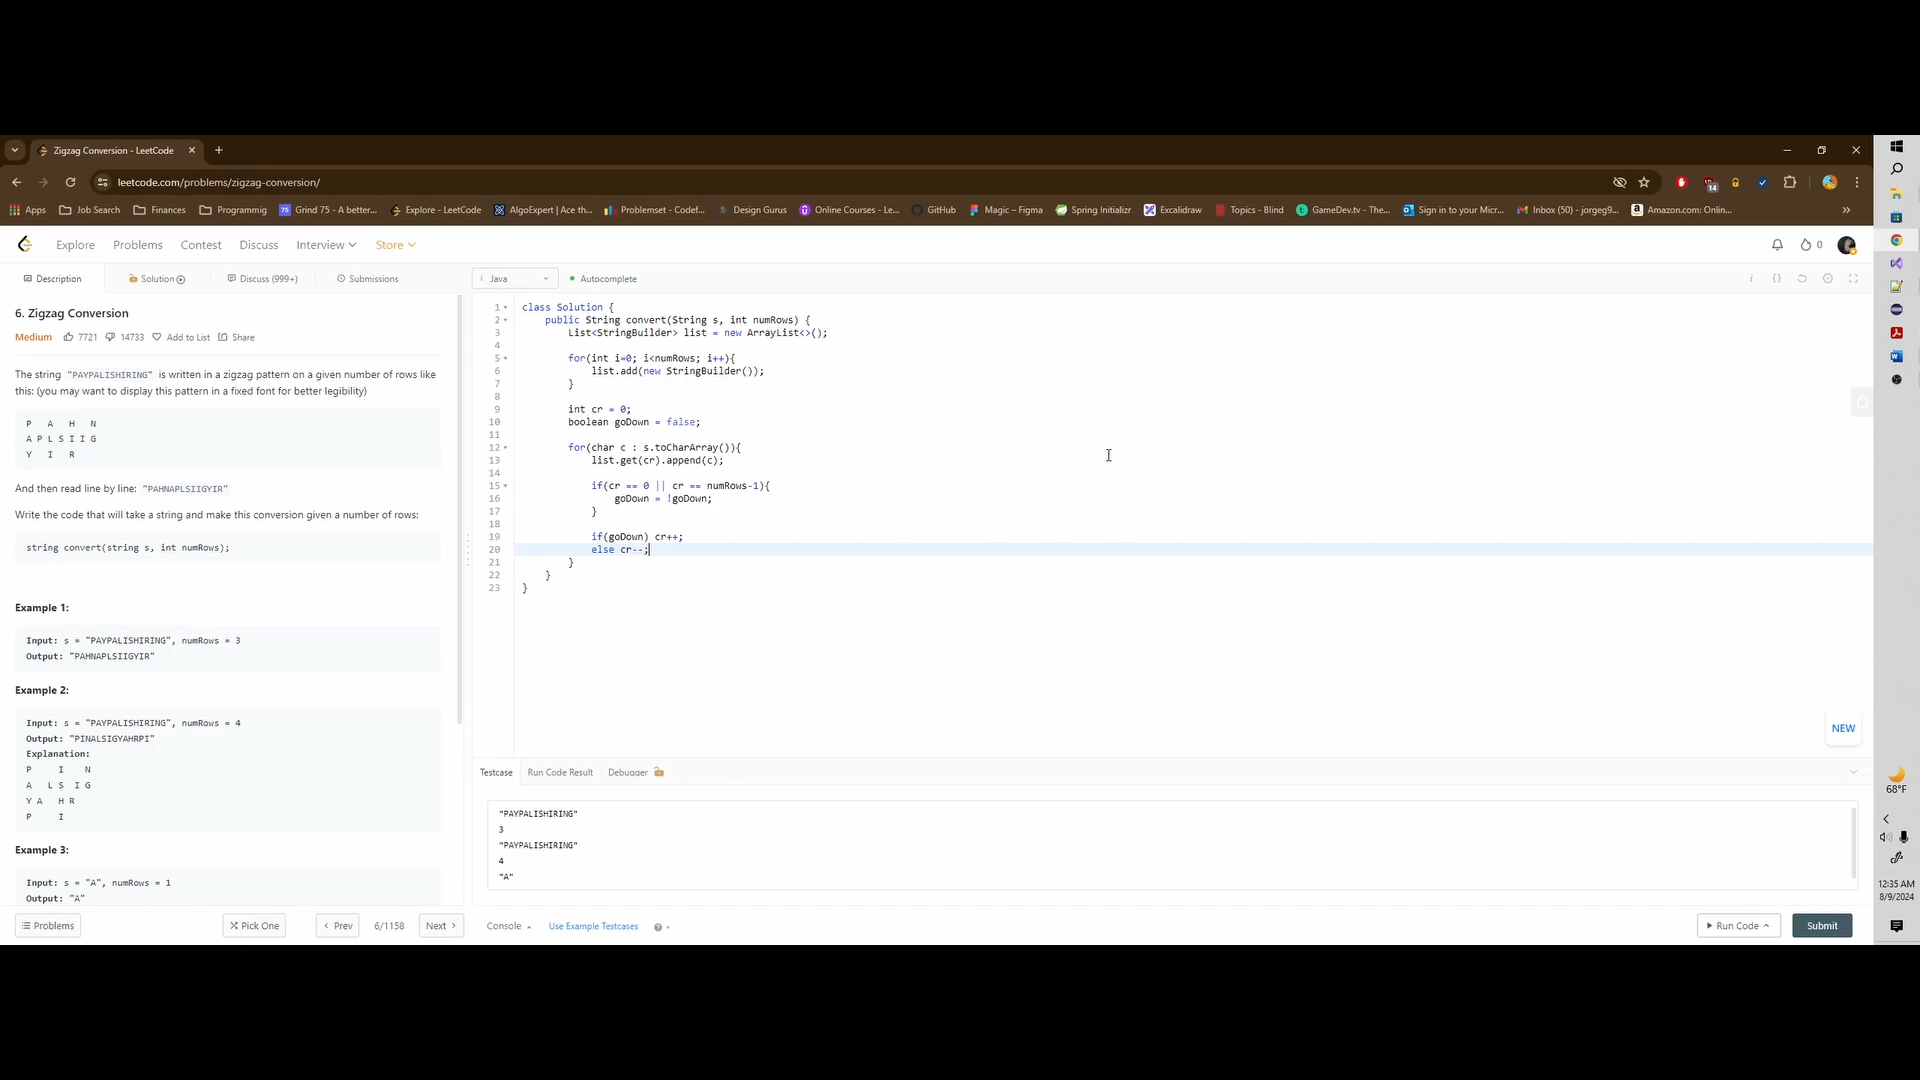 Zigzag Conversion - LeetCode
leetcode.com/problems/zigzag-conversion/
14
Apps Job Search Finances Programmig Grind 75 - A better... Explore - LeetCode AlgoExpert | Ace th... Problemset - Codef... Design Gurus Online Courses - Le... GitHub Magic – Figma Spring Initializr Excalidraw Topics - Blind GameDev.tv - The... Sign in to your Micr... Inbox (50) - jorgeg9... Amazon.com: Onlin...
Explore Problems Contest Discuss Interview Store 0
Description Solution Discuss (999+) Submissions
i Java Autocomplete
6. Zigzag Conversion
Medium 7721 14733 Add to List Share
The string "PAYPALISHIRING" is written in a zigzag pattern on a given number of rows like
this: (you may want to display this pattern in a fixed font for better legibility)
P A H N
A P L S I I G
Y I R
And then read line by line: "PAHNAPLSIIGYIR"
Write the code that will take a string and make this conversion given a number of rows:
string convert(string s, int numRows);
Example 1:
Input: s = "PAYPALISHIRING", numRows = 3
Output: "PAHNAPLSIIGYIR"
Example 2:
Input: s = "PAYPALISHIRING", numRows = 4
Output: "PINALSIGYAHRPI"
Explanation:
P I N
A L S I G
Y A H R
P I
Example 3:
Input: s = "A", numRows = 1
Output: "A"
1 class Solution {
2 public String convert(String s, int numRows) {
3 List<StringBuilder> list = new ArrayList<>();
4
5 for(int i=0; i<numRows; i++){
6 list.add(new StringBuilder());
7 }
8
9 int cr = 0;
10 boolean goDown = false;
11
12 for(char c : s.toCharArray()){
13 list.get(cr).append(c);
14
15 if(cr == 0 || cr == numRows-1){
16 goDown = !goDown;
17 }
18
19 if(goDown) cr++;
20 else cr--;
21 }
22 }
23 }
NEW
Testcase Run Code Result Debugger
"PAYPALISHIRING"
3
"PAYPALISHIRING"
4
"A"
Problems Pick One Prev 6/1158 Next Console Use Example Testcases Run Code Submit
68°F
12:35 AM
8/9/2024